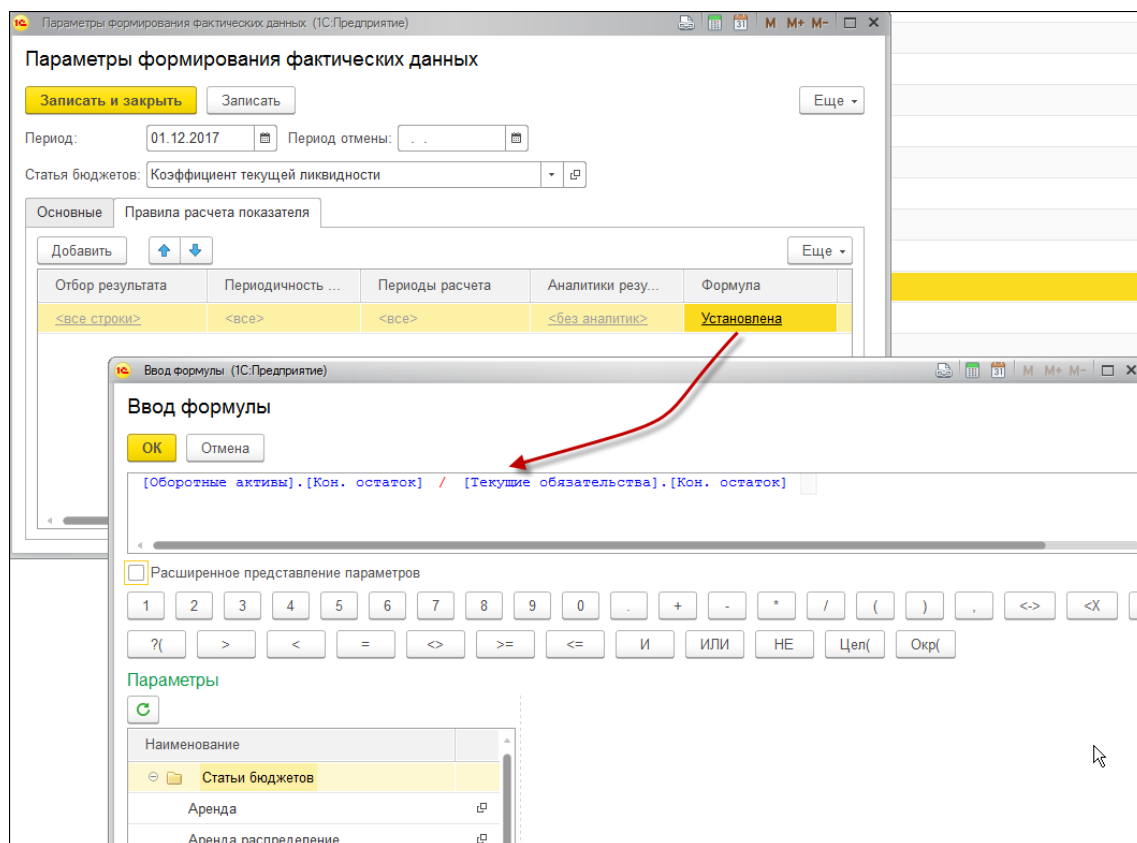 Параметры формирования фактических данных (1С:Предприятие)
31 M M+ M-
Параметры формирования фактических данных
Записать и закрыть Записать Еще
Период: 01.12.2017 Период отмены: . .
Статья бюджетов: Коэффициент текущей ликвидности
Основные Правила расчета показателя
Добавить Еще
Отбор результата Периодичность ... Периоды расчета Аналитики резу... Формула
<все строки> <все> <все> <без аналитик> Установлена
Ввод формулы (1С:Предприятие)
31 M M+ M-
Ввод формулы
ОК Отмена
[Оборотные активы].[Кон. остаток] / [Текущие обязательства].[Кон. остаток]
Расширенное представление параметров
1 2 3 4 5 6 7 8 9 0 . + - * / ( ) , <-> <X
?( > < = <> >= <= И ИЛИ НЕ Цел( Окр(
Параметры
Наименование
Статьи бюджетов
Аренда
Аренда распределение